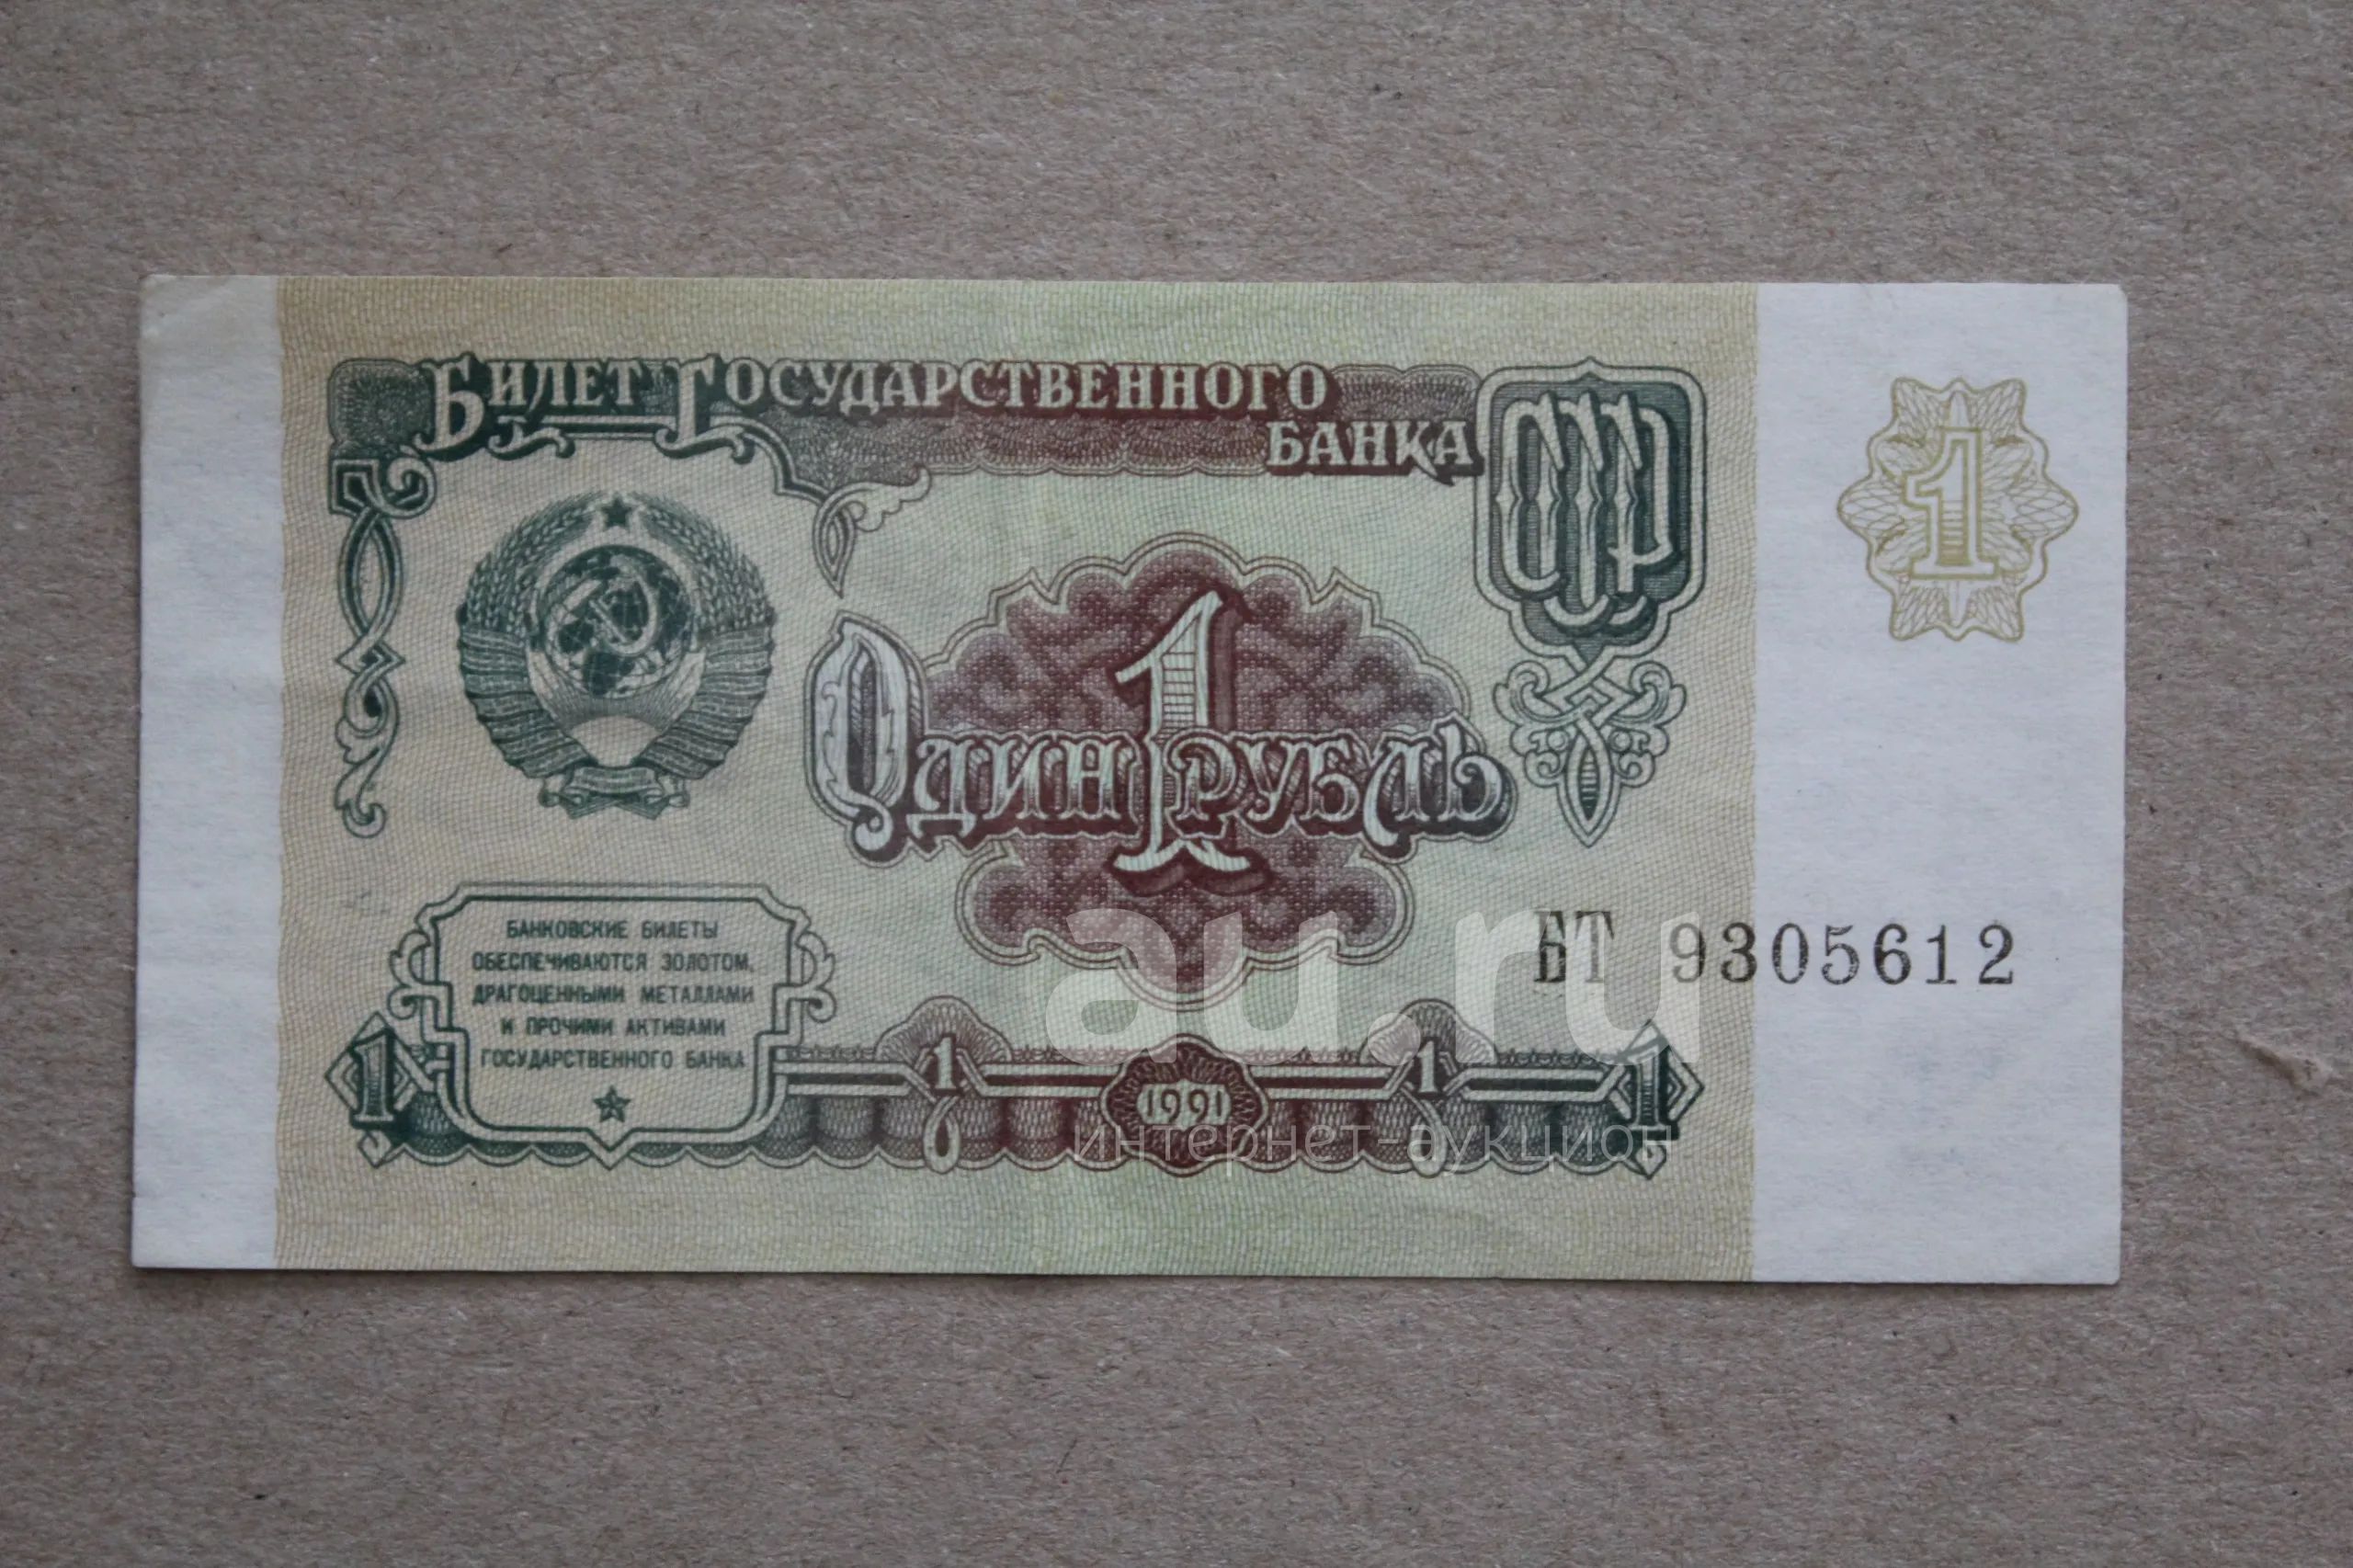 Билет Государственного
банка
СССР
1
Один 1 рубль
БТ 9305612
БАНКОВСКИЕ БИЛЕТЫ
ОБЕСПЕЧИВАЮТСЯ ЗОЛОТОМ,
ДРАГОЦЕННЫМИ МЕТАЛЛАМИ
И ПРОЧИМИ АКТИВАМИ
ГОСУДАРСТВЕННОГО БАНКА
1 1 1991 1 1
au.ru
интернет-аукцион